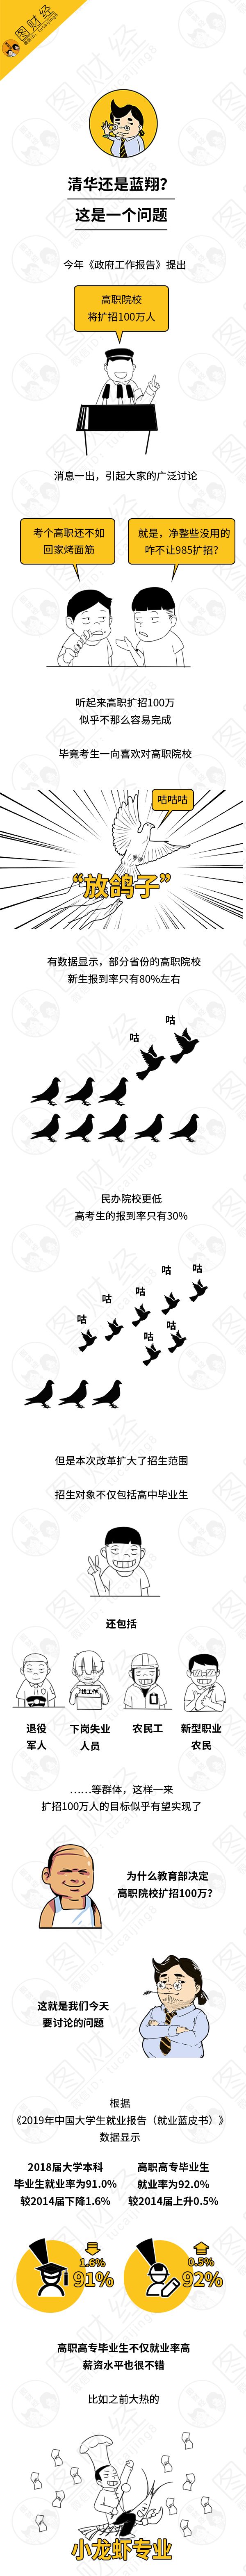 图财经
清华还是蓝翔？
这是一个问题
今年《政府工作报告》提出
高职院校
将扩招100万人
消息一出，引起大家的广泛讨论
考个高职还不如
回家烤面筋
就是，净整些没用的
咋不让985扩招？
听起来高职扩招100万
似乎不那么容易完成
毕竟考生一向喜欢对高职院校
咕咕咕
“放鸽子”
有数据显示，部分省份的高职院校
新生报到率只有80%左右
咕
咕
民办院校更低
高考生的报到率只有30%
咕
咕
咕
咕
咕
咕
咕
但是本次改革扩大了招生范围
招生对象不仅包括高中毕业生
还包括
找工作
退役
军人
下岗失业
人员
农民工
新型职业
农民
……等群体，这样一来
扩招100万人的目标似乎有望实现了
为什么教育部决定
高职院校扩招100万？
这就是我们今天
要讨论的问题
根据
《2019年中国大学生就业报告（就业蓝皮书）》
数据显示
2018届大学本科
毕业生就业率为91.0%
较2014届下降1.6%
高职高专毕业生
就业率为92.0%
较2014届上升0.5%
1.6%
91%
0.5%
92%
高职高专毕业生不仅就业率高
薪资水平也很不错
比如之前大热的
小龙虾专业